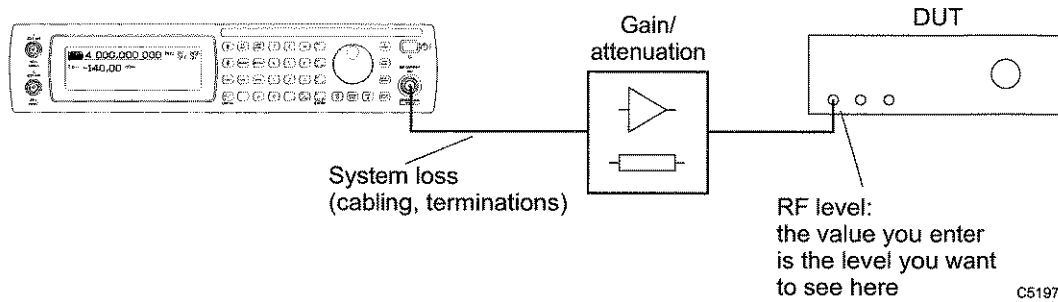 Gain/
attenuation
DUT
4 000,000 000
-140.00
System loss
(cabling, terminations)
RF level:
the value you enter
is the level you want
to see here
C5197